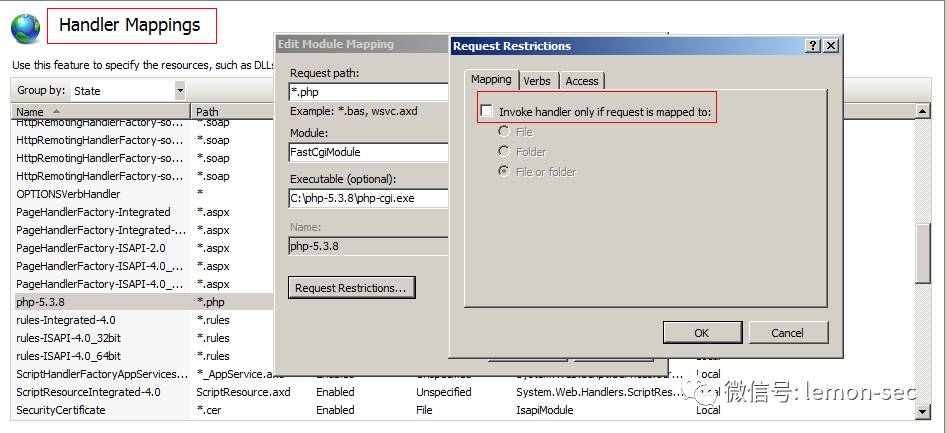 Handler Mappings
Use this feature to specify the resources, such as DLLs
Group by: State
Name Path
HttpRemotingHandlerFactory-so... *.soap
HttpRemotingHandlerFactory-so... *.soap
HttpRemotingHandlerFactory-so... *.soap
HttpRemotingHandlerFactory-so... *.soap
OPTIONSVerbHandler *
PageHandlerFactory-Integrated *.aspx
PageHandlerFactory-Integrated-... *.aspx
PageHandlerFactory-ISAPI-2.0 *.aspx
PageHandlerFactory-ISAPI-4.0_... *.aspx
PageHandlerFactory-ISAPI-4.0_... *.aspx
php-5.3.8 *.php
rules-Integrated-4.0 *.rules
rules-ISAPI-4.0_32bit *.rules
rules-ISAPI-4.0_64bit *.rules
ScriptHandlerFactoryAppServices... *_AppService.axd Enabled Unspecified Local
ScriptResourceIntegrated-4.0 ScriptResource.axd Enabled Unspecified System.Web.Handlers.ScriptRes... Local
SecurityCertificate *.cer Enabled File IsapiModule Local
Edit Module Mapping
Request path:
*.php
Example: *.bas, wsvc.axd
Module:
FastCgiModule
Executable (optional):
C:\php-5.3.8\php-cgi.exe
Name:
php-5.3.8
Request Restrictions...
Request Restrictions
Mapping Verbs Access
Invoke handler only if request is mapped to:
File
Folder
File or folder
OK Cancel
微信号: lemon-sec